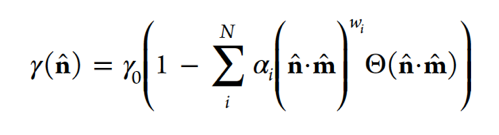 γ(n̂) = γ₀(1 − ∑ᵢᴺ αᵢ(n̂·m̂)^{wᵢ} Θ(n̂·m̂))